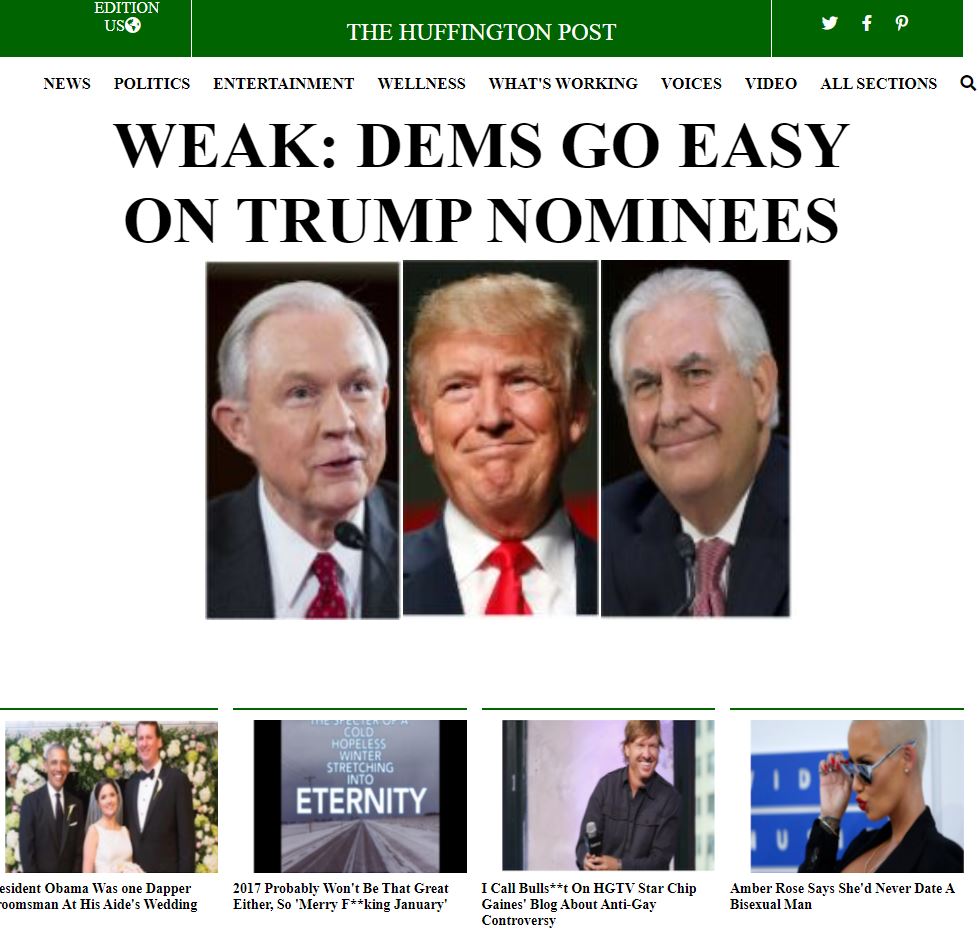 EDITION
US
THE HUFFINGTON POST
NEWS POLITICS ENTERTAINMENT WELLNESS WHAT'S WORKING VOICES VIDEO ALL SECTIONS
WEAK: DEMS GO EASY
ON TRUMP NOMINEES
THE SPECTER OF A
COLD
HOPELESS
WINTER
STRETCHING
INTO
ETERNITY
V I D
esident Obama Was one Dapper
roomsman At His Aide's Wedding
2017 Probably Won't Be That Great
Either, So 'Merry F**king January'
I Call Bulls**t On HGTV Star Chip
Gaines' Blog About Anti-Gay
Controversy
Amber Rose Says She'd Never Date A
Bisexual Man